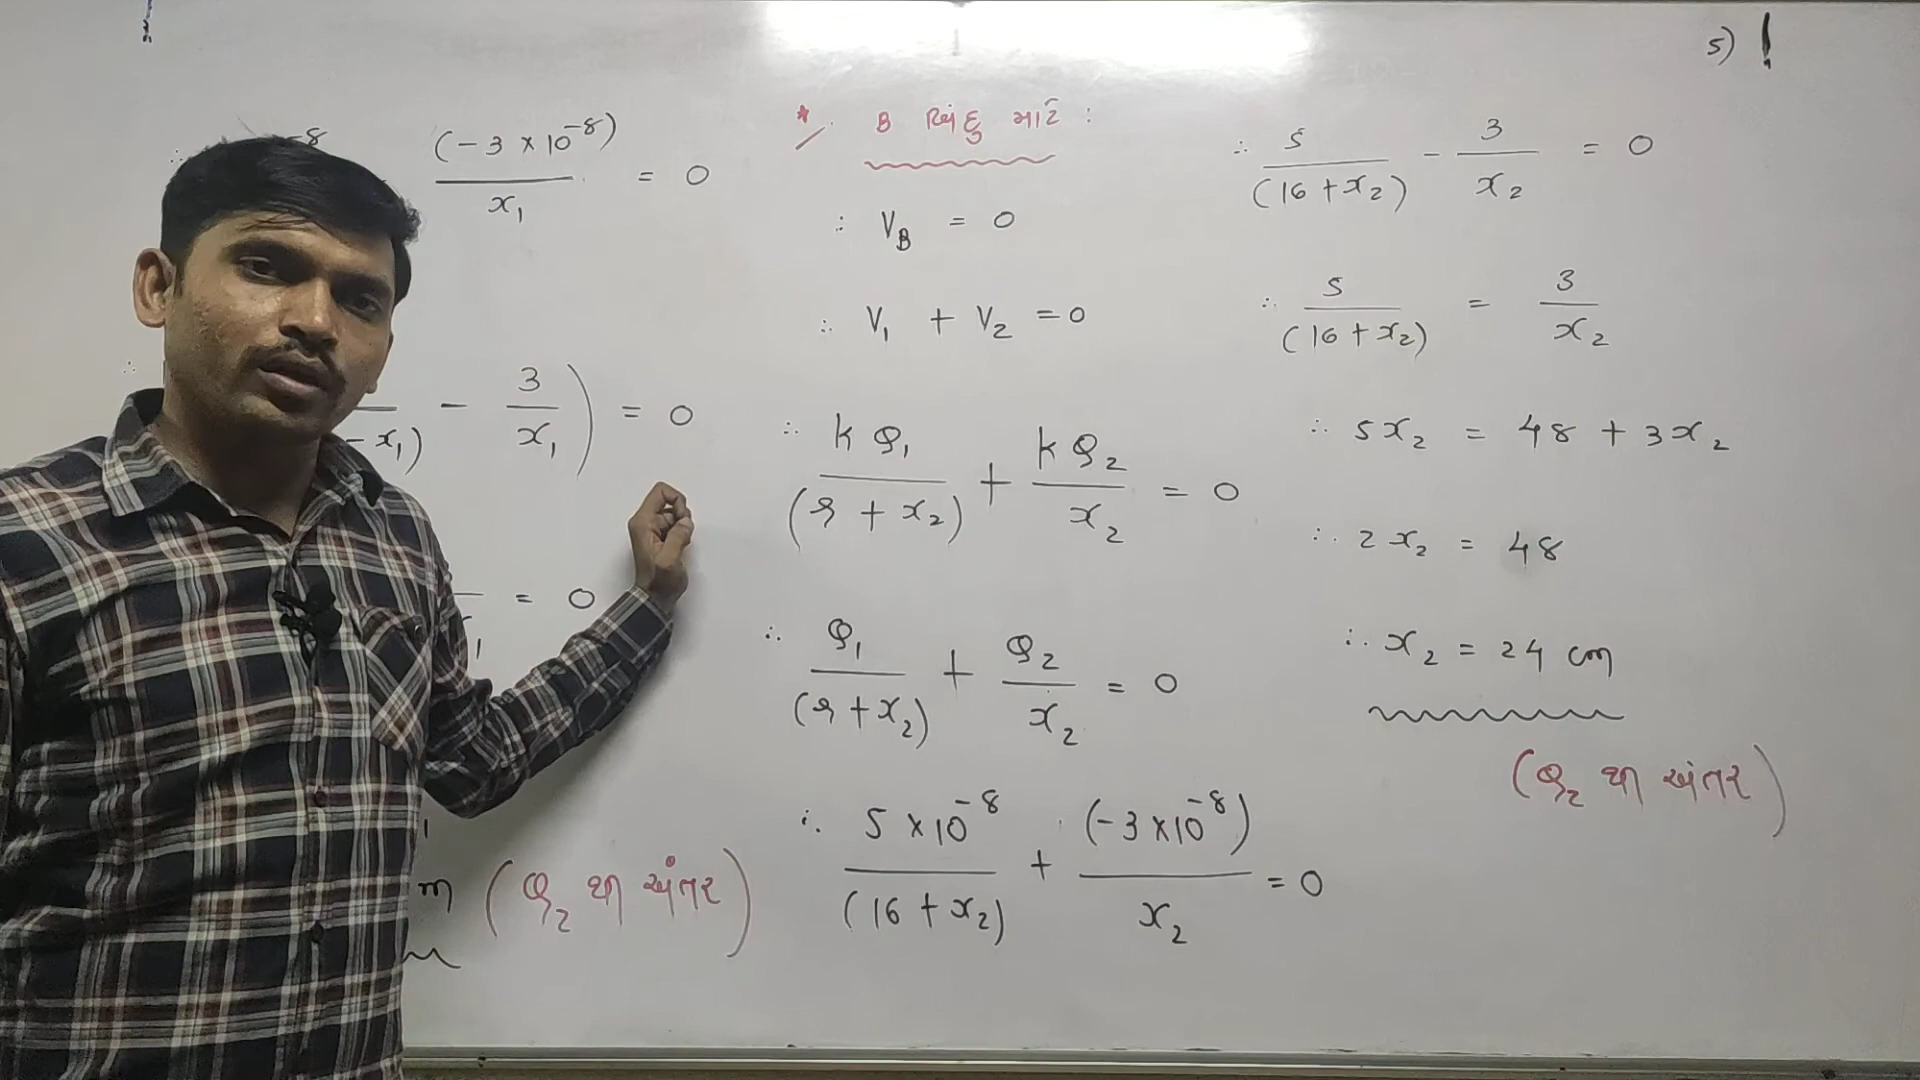 (-3 × 10⁻⁸) / x₁ = 0
- x₁) - 3 / x₁ ) = 0
= 0
m (Q₂ થી અંતર)
* B બિંદુ માટે :
∴ V_B = 0
∴ V₁ + V₂ = 0
∴ kQ₁ / (r + x₂) + kQ₂ / x₂ = 0
∴ Q₁ / (r + x₂) + Q₂ / x₂ = 0
∴ 5 × 10⁻⁸ / (16 + x₂) + (-3 × 10⁻⁸) / x₂ = 0
5) !
∴ 5 / (16 + x₂) - 3 / x₂ = 0
∴ 5 / (16 + x₂) = 3 / x₂
∴ 5x₂ = 48 + 3x₂
∴ 2x₂ = 48
∴ x₂ = 24 cm
(Q₂ થી અંતર)